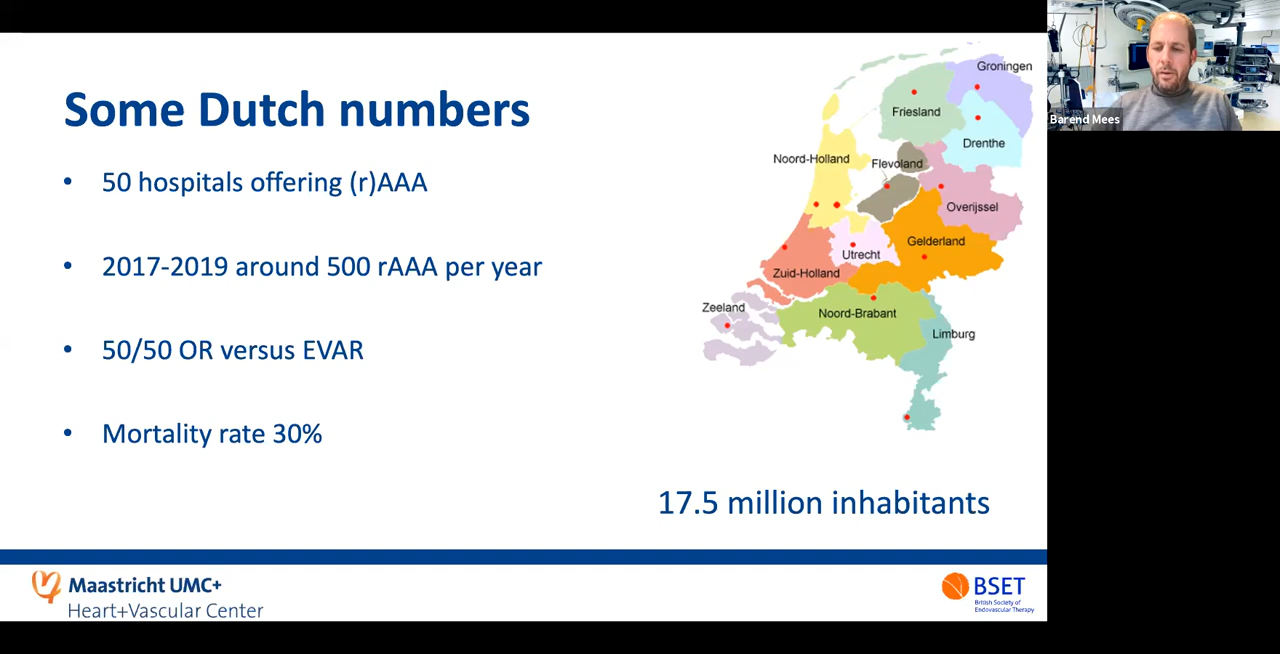 Some Dutch numbers
• 50 hospitals offering (r)AAA
• 2017-2019 around 500 rAAA per year
• 50/50 OR versus EVAR
• Mortality rate 30%
Groningen
Friesland
Drenthe
Noord-Holland
Flevoland
Overijssel
Gelderland
Utrecht
Zuid-Holland
Zeeland
Noord-Brabant
Limburg
17.5 million inhabitants
Maastricht UMC+
Heart+Vascular Center
BSET
British Society of
Endovascular Therapy
Barend Mees